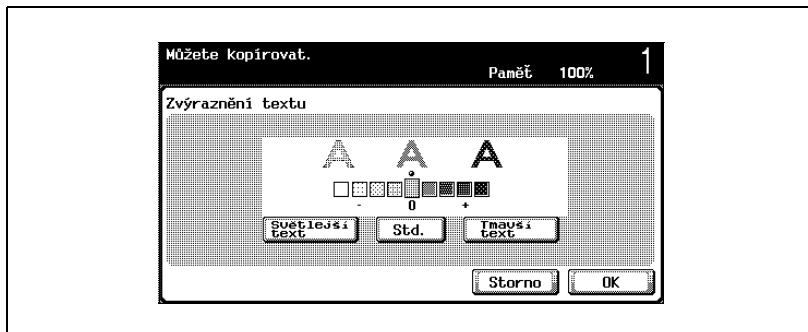 Můžete kopírovat.
Paměť 100% 1
Zvýraznění textu
A A A
- 0 +
Světlejší
text
Std.
Tmavší
text
Storno OK